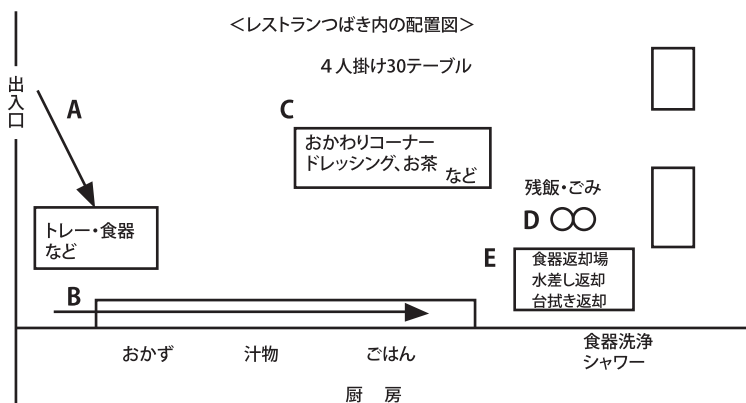 <レストランつばき内の配置図>
4人掛け30テーブル
出入口
A
C
おかわりコーナー
ドレッシング、お茶
など
残飯・ごみ
D
トレー・食器
など
E
食器返却場
水差し返却
台拭き返却
B
おかず 汁物 ごはん
食器洗浄
シャワー
厨 房